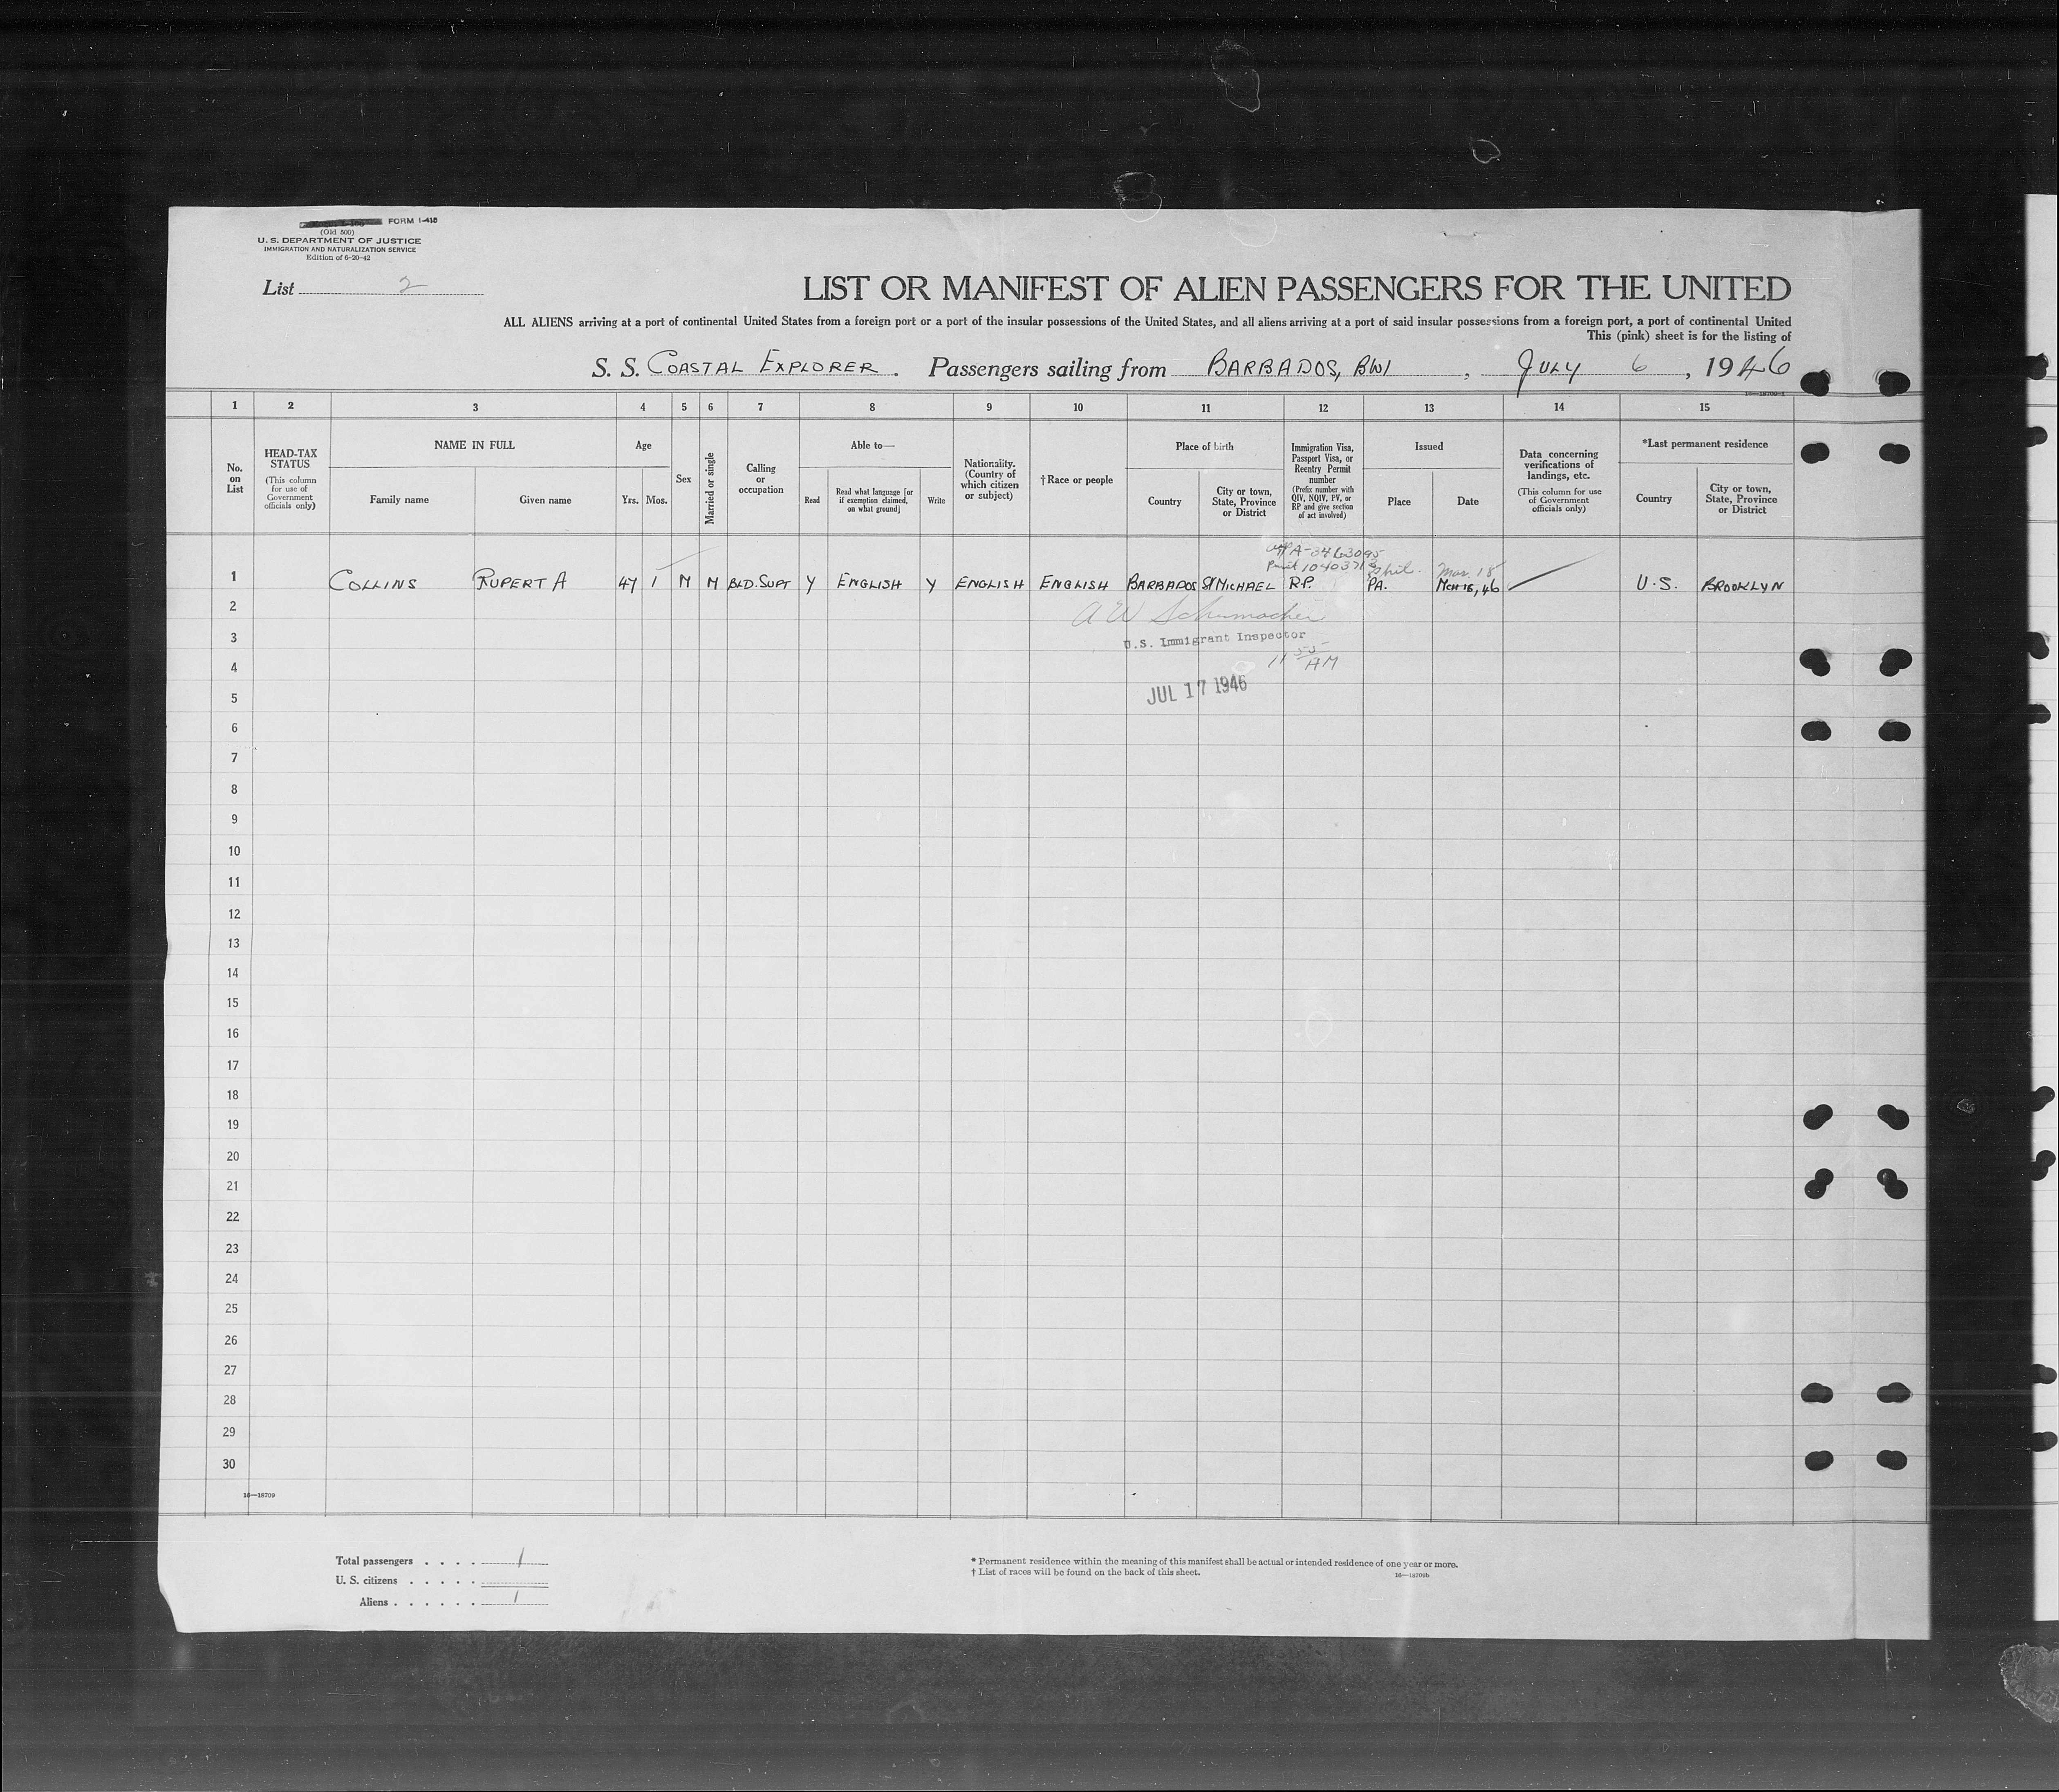 FORM I-415
(Old 500)
U. S. DEPARTMENT OF JUSTICE
IMMIGRATION AND NATURALIZATION SERVICE
Edition of 6-20-42
List 2
LIST OR MANIFEST OF ALIEN PASSENGERS FOR THE UNITED
ALL ALIENS arriving at a port of continental United States from a foreign port or a port of the insular possessions of the United States, and all aliens arriving at a port of said insular possessions from a foreign port, a port of continental United
This (pink) sheet is for the listing of
S. S. COASTAL EXPLORER . Passengers sailing from BARBADOS, BWI , JULY 6 , 1946
1 2 3 4 5 6 7 8 9 10 11 12 13 14 15
No. on List
HEAD-TAX STATUS (This column for use of Government officials only)
NAME IN FULL
Family name Given name
Age
Yrs. Mos.
Sex
Married or single
Calling or occupation
Able to—
Read Read what language [or if exemption claimed, on what ground] Write
Nationality. (Country of which citizen or subject)
†Race or people
Place of birth
Country City or town, State, Province or District
Immigration Visa, Passport Visa, or Reentry Permit number (Prefix number with QIV, NQIV, PV, or RP and give section of act involved)
Issued
Place Date
Data concerning verifications of landings, etc. (This column for use of Government officials only)
*Last permanent residence
Country City or town, State, Province or District
A-3463095
Phil. Mar. 18
1 COLLINS RUPERT A 47 1 M M BLD. SUPT Y ENGLISH Y ENGLISH ENGLISH BARBADOS ST MICHAEL R.P. PA. MCH 18, 46 U.S. BROOKLYN
2
A W Schumacher
3
U.S. Immigrant Inspector
4
11 55 AM
5
JUL 17 1946
6
7
8
9
10
11
12
13
14
15
16
17
18
19
20
21
22
23
24
25
26
27
28
29
30
16—18709
Total passengers . . . . 1
U. S. citizens . . . . .
Aliens . . . . . . 1
* Permanent residence within the meaning of this manifest shall be actual or intended residence of one year or more.
† List of races will be found on the back of this sheet.
16—18709b